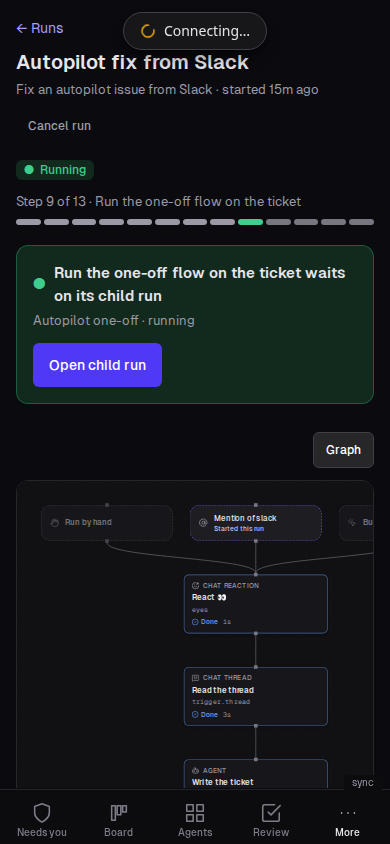 ← Runs
Connecting...
Autopilot fix from Slack
Fix an autopilot issue from Slack · started 15m ago
Cancel run
Running
Step 9 of 13 · Run the one-off flow on the ticket
Run the one-off flow on the ticket waits
on its child run
Autopilot one-off · running
Open child run
Graph
Run by hand
Mention of slack
Started this run
Bu
CHAT REACTION
React 👀
eyes
Done 1s
CHAT THREAD
Read the thread
trigger.thread
Done 3s
AGENT
Write the ticket
sync
Needs you
Board
Agents
Review
More